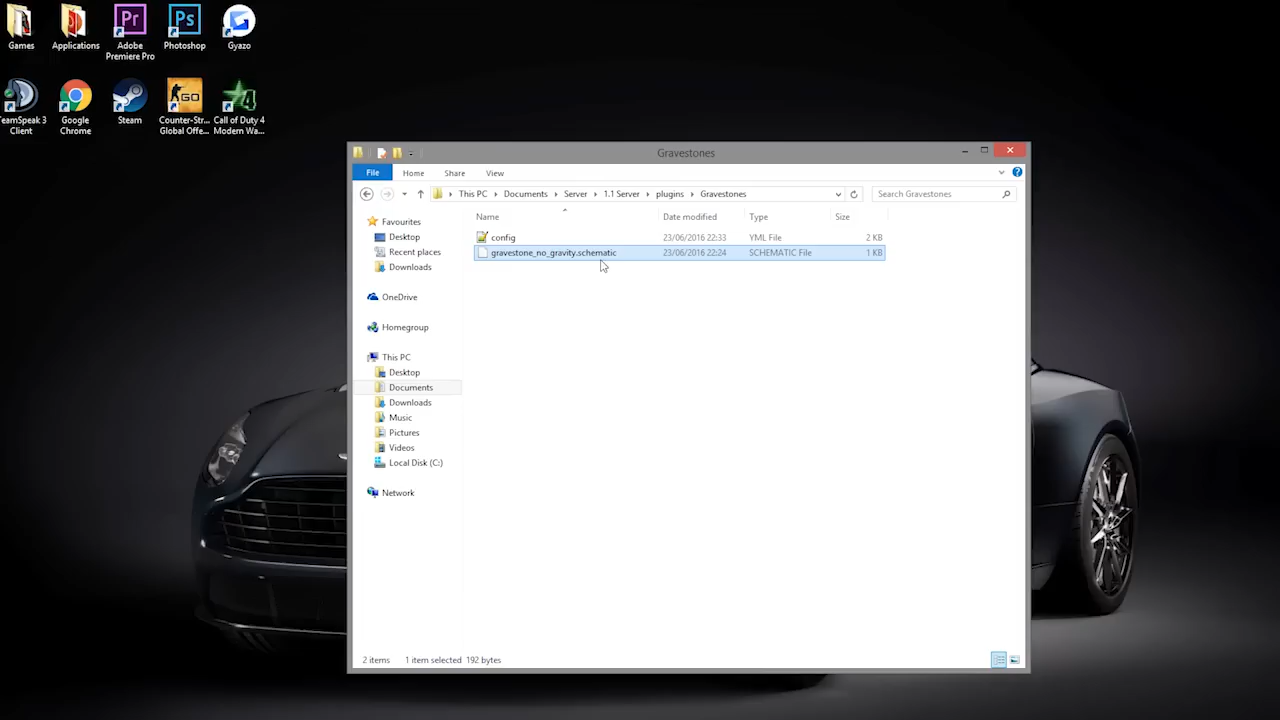 Games
Applications
Adobe
Premiere Pro
Photoshop
Gyazo
TeamSpeak 3
Client
Google
Chrome
Steam
Counter-Str...
Global Offe...
Call of Duty 4
Modern Wa...
Gravestones
File Home Share View
This PC Documents Server 1.1 Server plugins Gravestones
Search Gravestones
Name Date modified Type Size
config 23/06/2016 22:33 YML File 2 KB
gravestone_no_gravity.schematic 23/06/2016 22:24 SCHEMATIC File 1 KB
Favourites
Desktop
Recent places
Downloads
OneDrive
Homegroup
This PC
Desktop
Documents
Downloads
Music
Pictures
Videos
Local Disk (C:)
Network
2 items 1 item selected 192 bytes